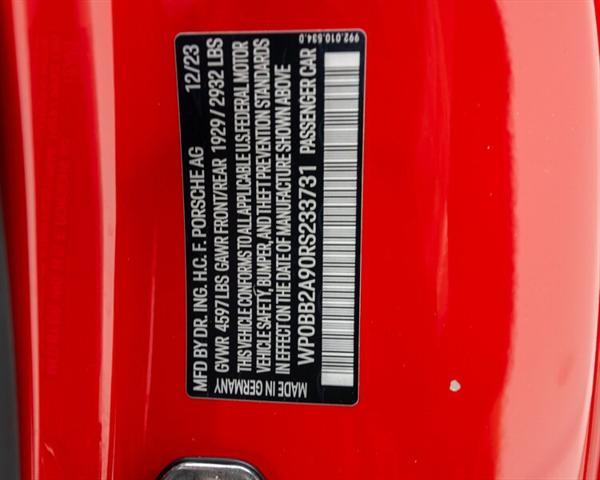 992.010.534.0
MFD BY DR. ING. H.C. F. PORSCHE AG 12/23
GVWR 4597LBS GAWR FRONT/REAR 1929 / 2932 LBS
THIS VEHICLE CONFORMS TO ALL APPLICABLE U.S. FEDERAL MOTOR
VEHICLE SAFETY, BUMPER, AND THEFT PREVENTION STANDARDS
IN EFFECT ON THE DATE OF MANUFACTURE SHOWN ABOVE
WP0BB2A90RS233731 PASSENGER CAR
MADE IN GERMANY